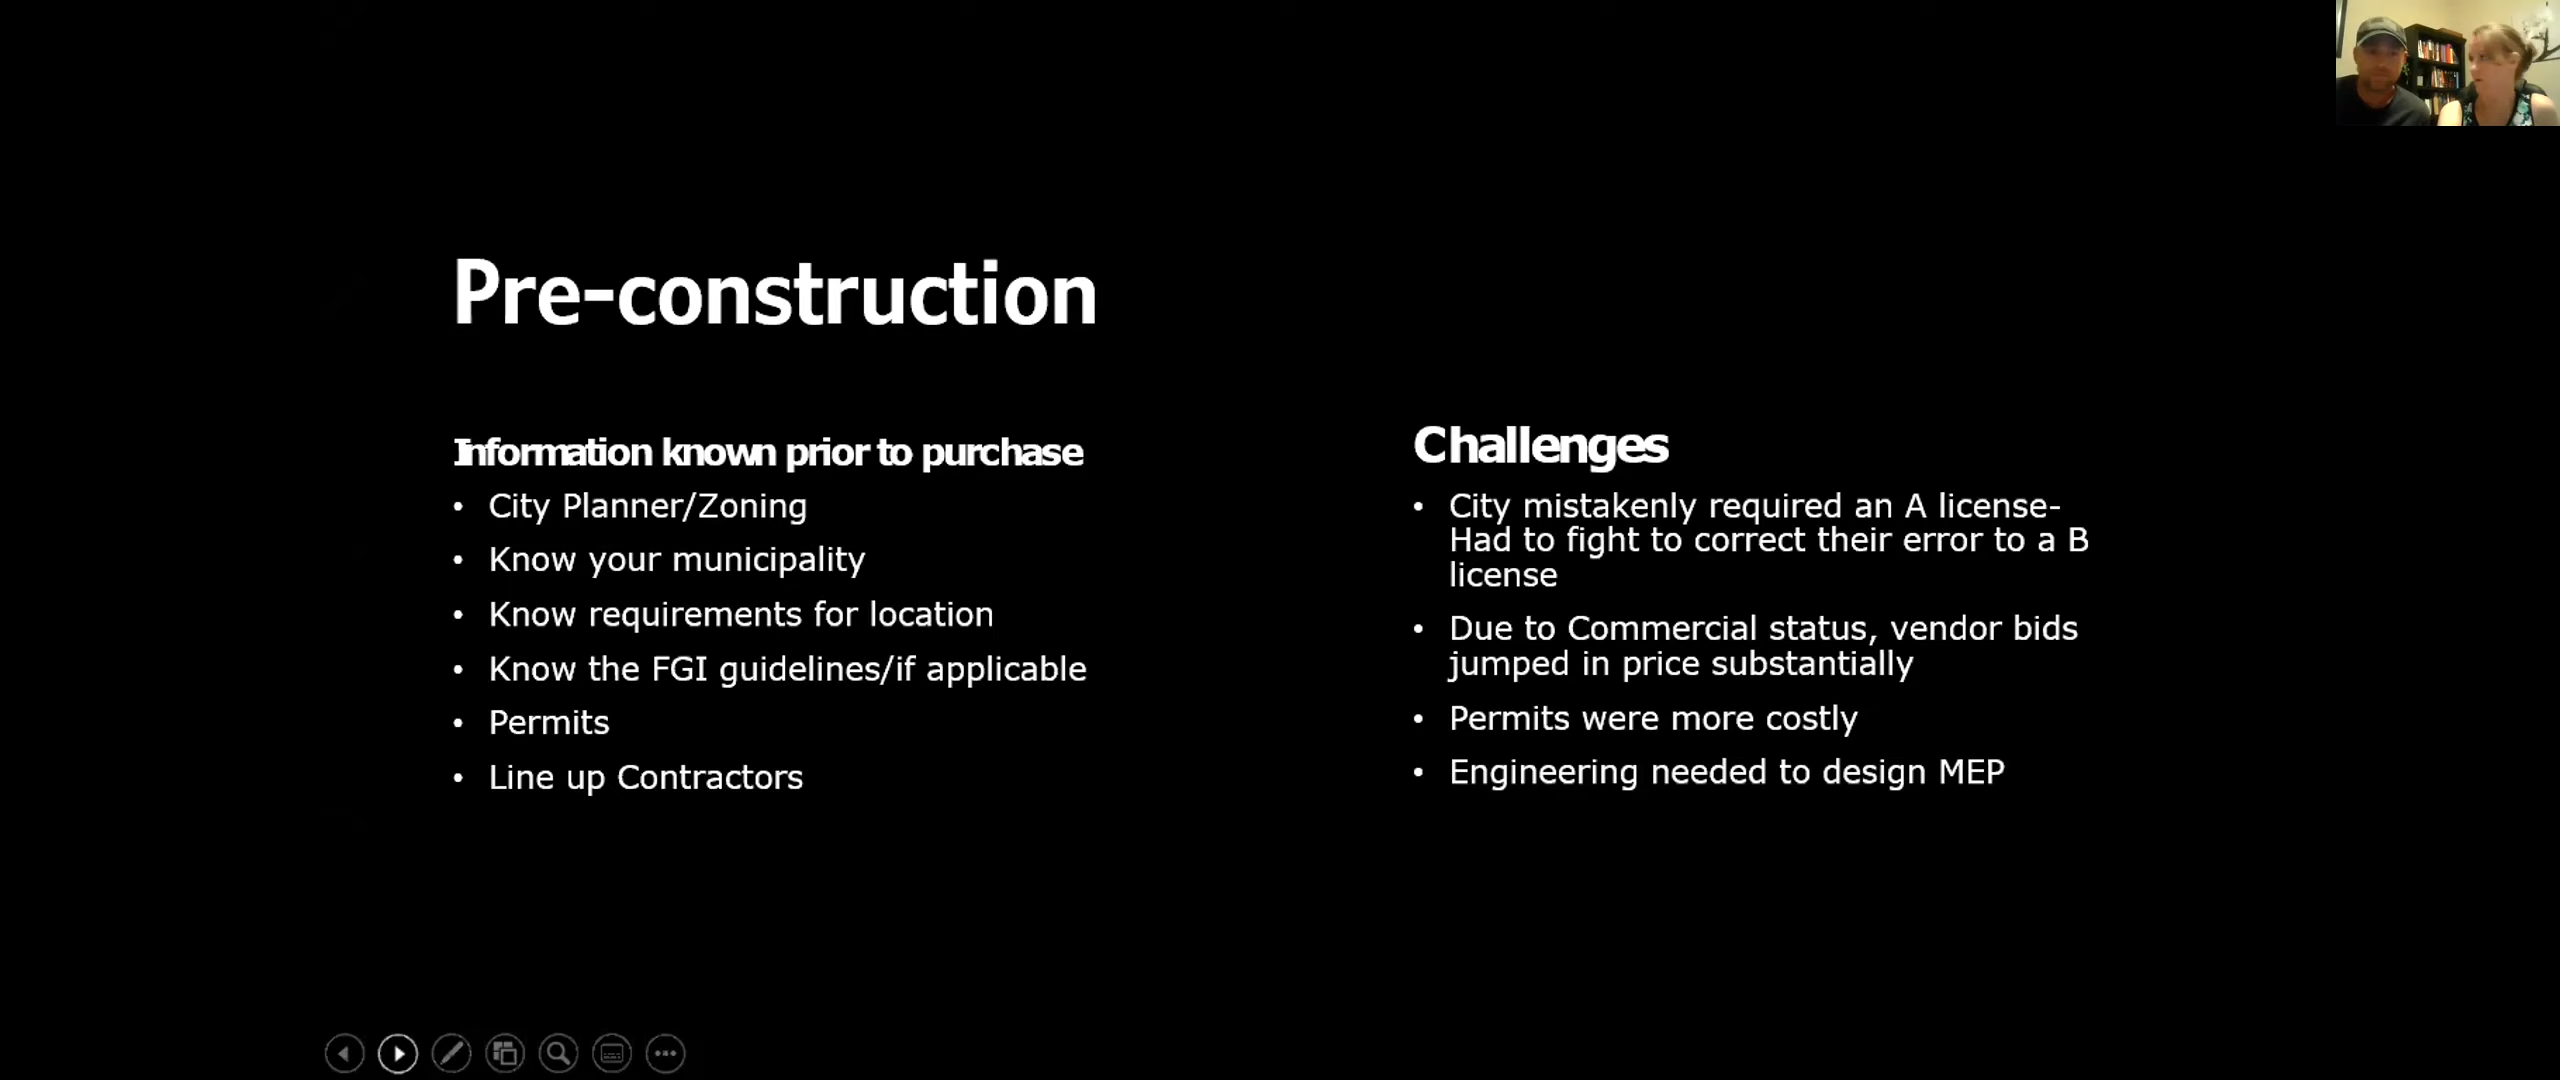 Pre-construction
Information known prior to purchase
• City Planner/Zoning
• Know your municipality
• Know requirements for location
• Know the FGI guidelines/if applicable
• Permits
• Line up Contractors
Challenges
• City mistakenly required an A license-
Had to fight to correct their error to a B
license
• Due to Commercial status, vendor bids
jumped in price substantially
• Permits were more costly
• Engineering needed to design MEP